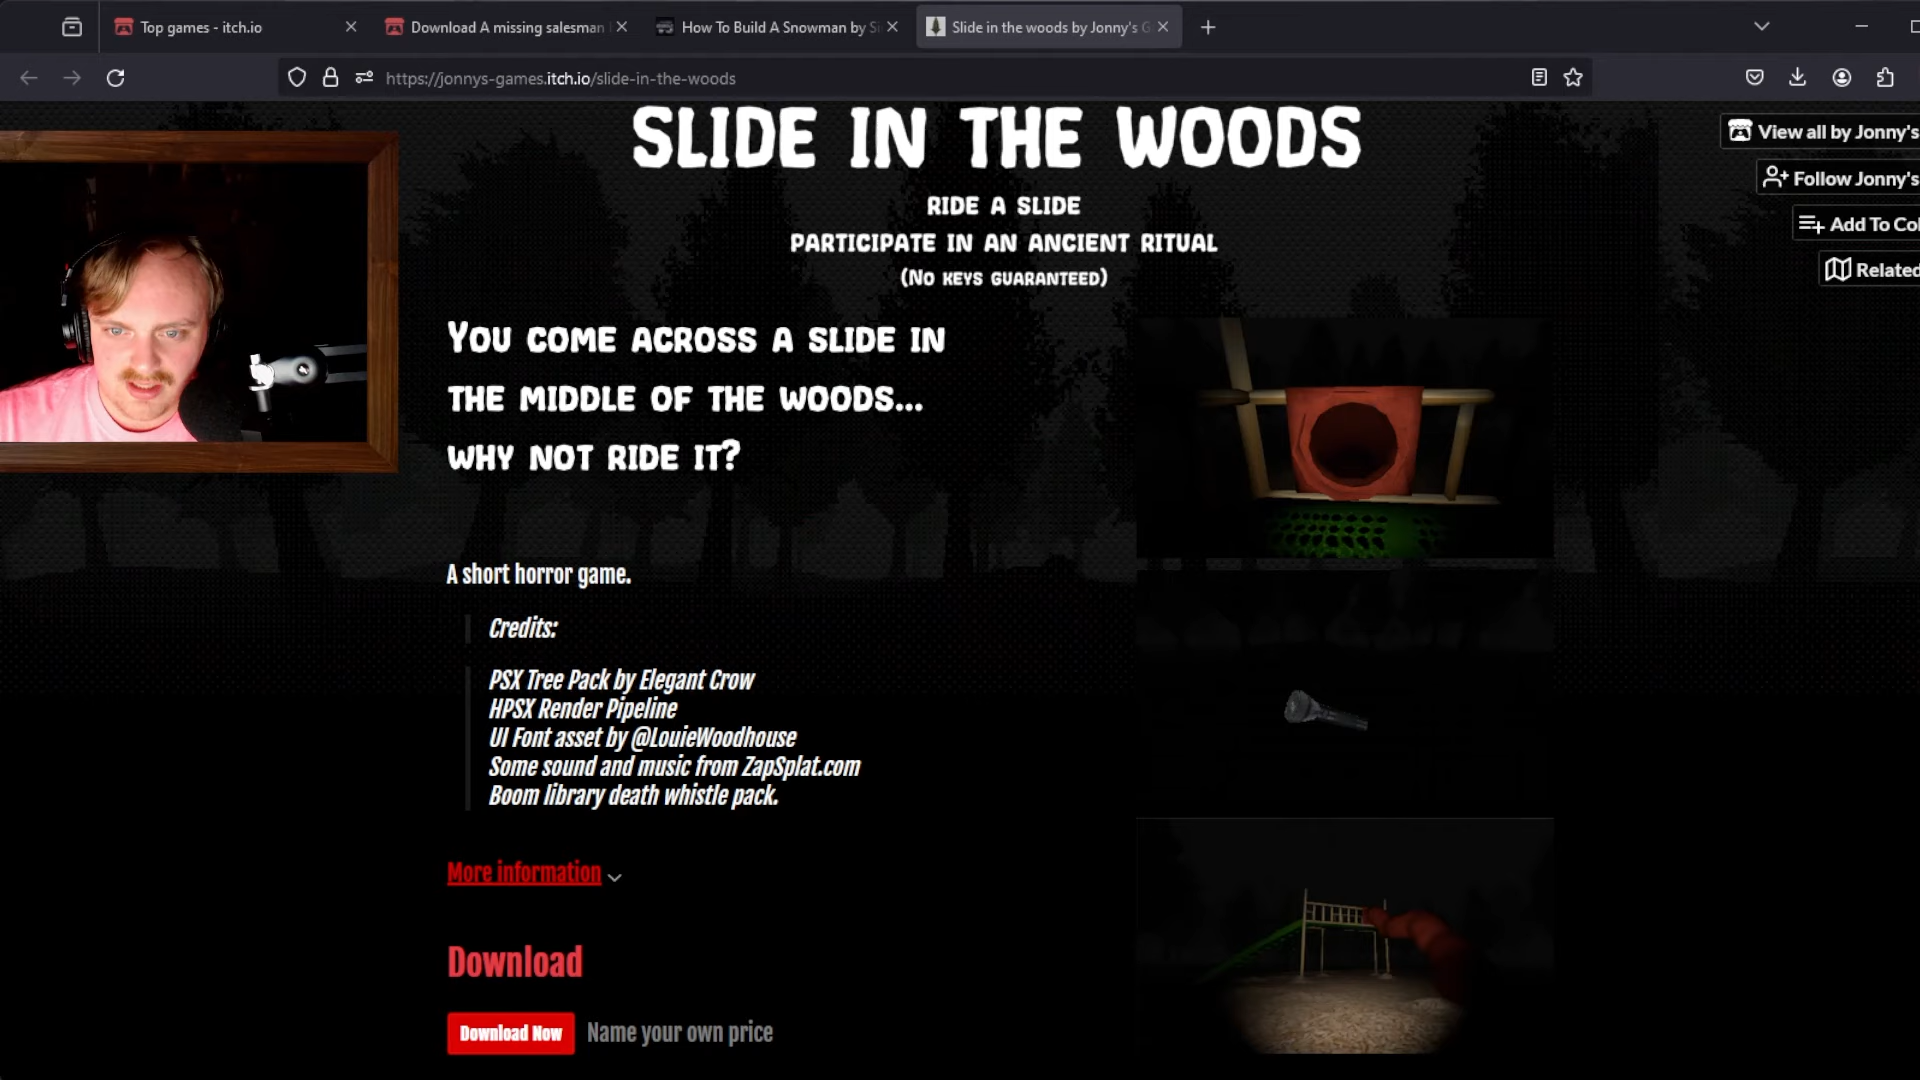 Top games - itch.io
Download A missing salesman
How To Build A Snowman by S
Slide in the woods by Jonny's G
https://jonnys-games.itch.io/slide-in-the-woods
SLIDE IN THE WOODS
RIDE A SLIDE
PARTICIPATE IN AN ANCIENT RITUAL
(NO KEYS GUARANTEED)
View all by Jonny's
Follow Jonny's
Add To Col
Related
YOU COME ACROSS A SLIDE IN
THE MIDDLE OF THE WOODS...
WHY NOT RIDE IT?
A short horror game.
Credits:
PSX Tree Pack by Elegant Crow
HPSX Render Pipeline
UI Font asset by @LouieWoodhouse
Some sound and music from ZapSplat.com
Boom library death whistle pack.
More information
Download
Download Now Name your own price